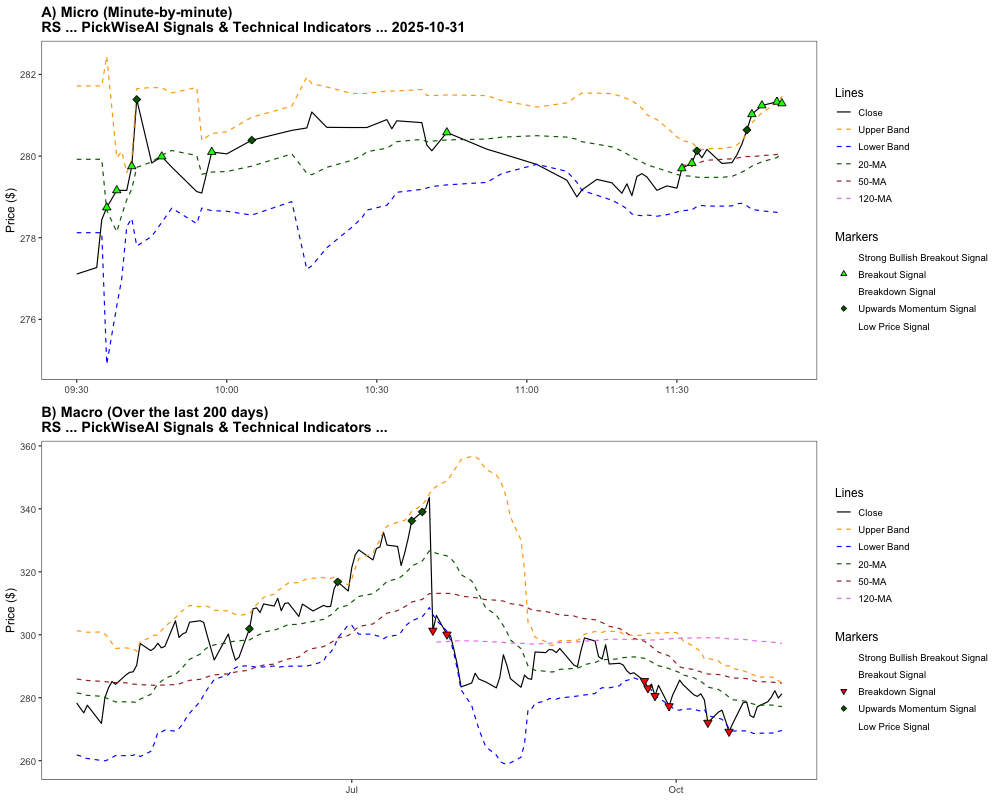 A) Micro (Minute-by-minute)
RS ... PickWiseAI Signals & Technical Indicators ... 2025-10-31
Price ($)
282
280
278
276
09:30
10:00
10:30
11:00
11:30
Lines
Close
Upper Band
Lower Band
20-MA
50-MA
120-MA
Markers
Strong Bullish Breakout Signal
Breakout Signal
Breakdown Signal
Upwards Momentum Signal
Low Price Signal
B) Macro (Over the last 200 days)
RS ... PickWiseAI Signals & Technical Indicators ...
Price ($)
360
340
320
300
280
260
Jul
Oct
Lines
Close
Upper Band
Lower Band
20-MA
50-MA
120-MA
Markers
Strong Bullish Breakout Signal
Breakout Signal
Breakdown Signal
Upwards Momentum Signal
Low Price Signal